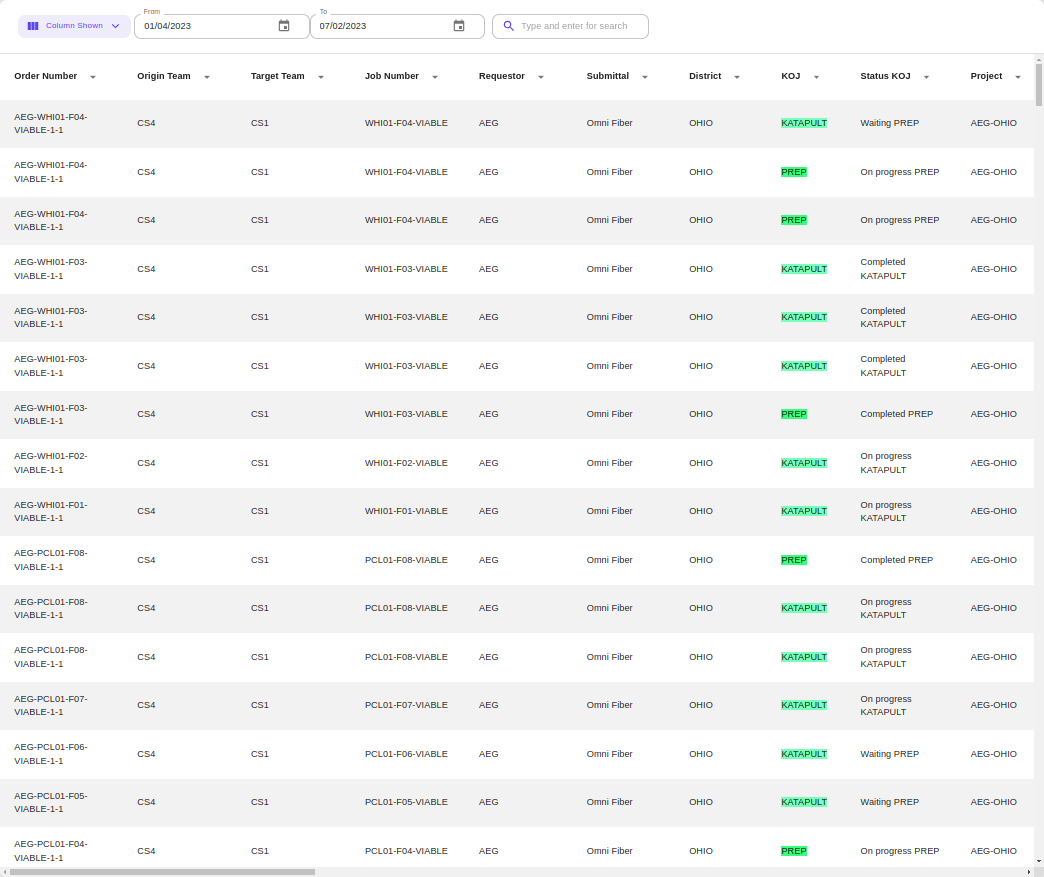 Column Shown
From
01/04/2023
To
07/02/2023
Type and enter for search
Order Number Origin Team Target Team Job Number Requestor Submittal District KOJ Status KOJ Project
AEG-WHI01-F04-
VIABLE-1-1 CS4 CS1 WHI01-F04-VIABLE AEG Omni Fiber OHIO KATAPULT Waiting PREP AEG-OHIO
AEG-WHI01-F04-
VIABLE-1-1 CS4 CS1 WHI01-F04-VIABLE AEG Omni Fiber OHIO PREP On progress PREP AEG-OHIO
AEG-WHI01-F04-
VIABLE-1-1 CS4 CS1 WHI01-F04-VIABLE AEG Omni Fiber OHIO PREP On progress PREP AEG-OHIO
AEG-WHI01-F03- Completed
VIABLE-1-1 CS4 CS1 WHI01-F03-VIABLE AEG Omni Fiber OHIO KATAPULT KATAPULT AEG-OHIO
AEG-WHI01-F03- Completed
VIABLE-1-1 CS4 CS1 WHI01-F03-VIABLE AEG Omni Fiber OHIO KATAPULT KATAPULT AEG-OHIO
AEG-WHI01-F03- Completed
VIABLE-1-1 CS4 CS1 WHI01-F03-VIABLE AEG Omni Fiber OHIO KATAPULT KATAPULT AEG-OHIO
AEG-WHI01-F03-
VIABLE-1-1 CS4 CS1 WHI01-F03-VIABLE AEG Omni Fiber OHIO PREP Completed PREP AEG-OHIO
AEG-WHI01-F02- On progress
VIABLE-1-1 CS4 CS1 WHI01-F02-VIABLE AEG Omni Fiber OHIO KATAPULT KATAPULT AEG-OHIO
AEG-WHI01-F01- On progress
VIABLE-1-1 CS4 CS1 WHI01-F01-VIABLE AEG Omni Fiber OHIO KATAPULT KATAPULT AEG-OHIO
AEG-PCL01-F08-
VIABLE-1-1 CS4 CS1 PCL01-F08-VIABLE AEG Omni Fiber OHIO PREP Completed PREP AEG-OHIO
AEG-PCL01-F08- On progress
VIABLE-1-1 CS4 CS1 PCL01-F08-VIABLE AEG Omni Fiber OHIO KATAPULT KATAPULT AEG-OHIO
AEG-PCL01-F08- On progress
VIABLE-1-1 CS4 CS1 PCL01-F08-VIABLE AEG Omni Fiber OHIO KATAPULT KATAPULT AEG-OHIO
AEG-PCL01-F07- On progress
VIABLE-1-1 CS4 CS1 PCL01-F07-VIABLE AEG Omni Fiber OHIO KATAPULT KATAPULT AEG-OHIO
AEG-PCL01-F06-
VIABLE-1-1 CS4 CS1 PCL01-F06-VIABLE AEG Omni Fiber OHIO KATAPULT Waiting PREP AEG-OHIO
AEG-PCL01-F05-
VIABLE-1-1 CS4 CS1 PCL01-F05-VIABLE AEG Omni Fiber OHIO KATAPULT Waiting PREP AEG-OHIO
AEG-PCL01-F04-
VIABLE-1-1 CS4 CS1 PCL01-F04-VIABLE AEG Omni Fiber OHIO PREP On progress PREP AEG-OHIO